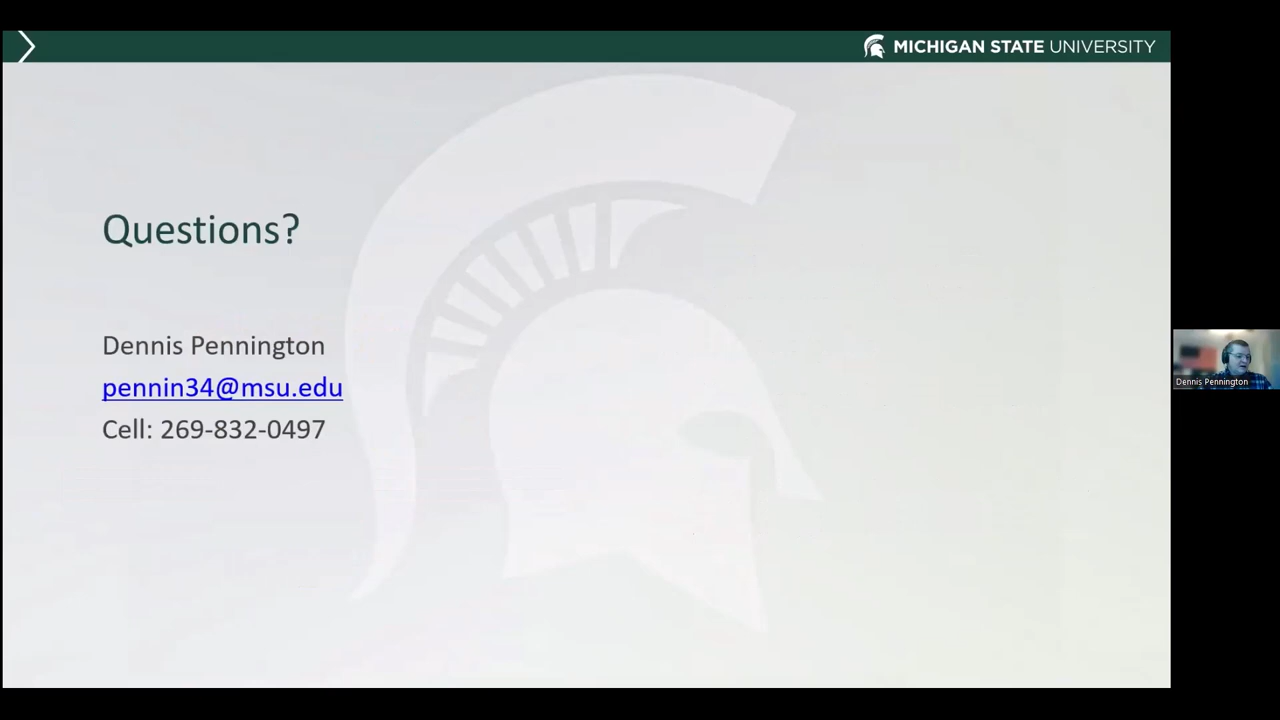 MICHIGAN STATE UNIVERSITY
Questions?
Dennis Pennington
pennin34@msu.edu
Cell: 269-832-0497
Dennis Pennington